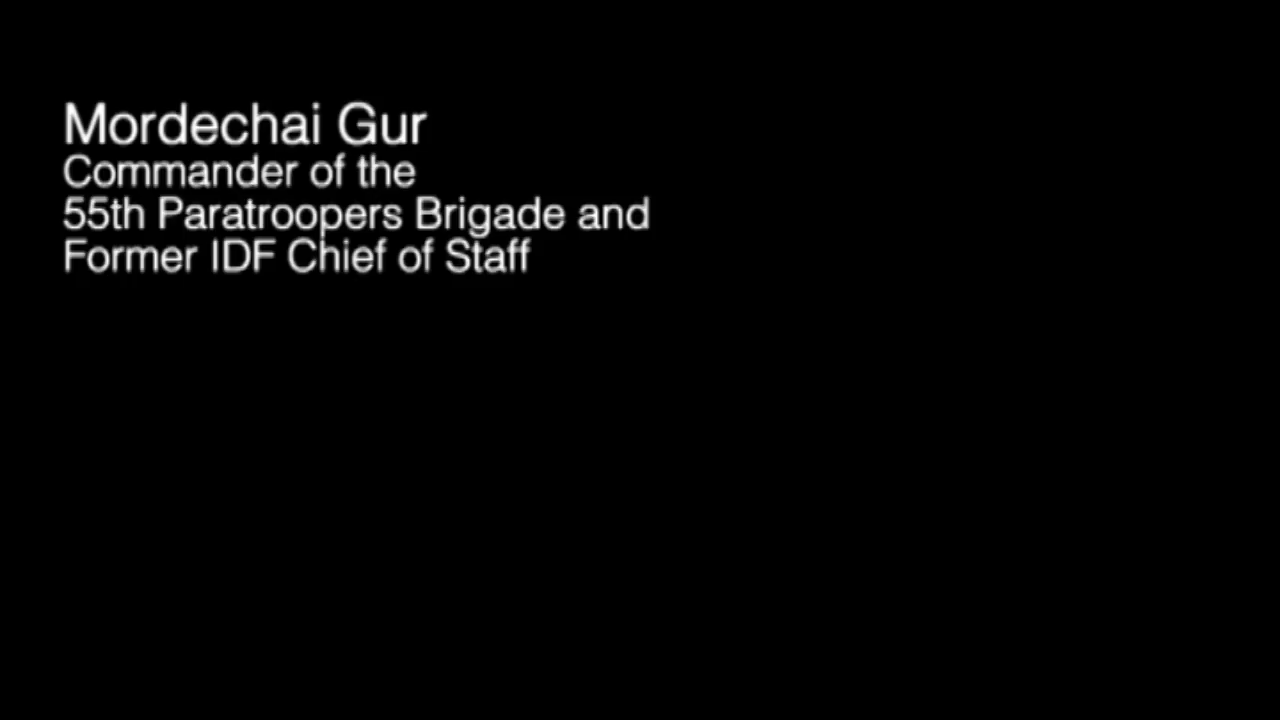 Mordechai Gur
Commander of the
55th Paratroopers Brigade and
Former IDF Chief of Staff